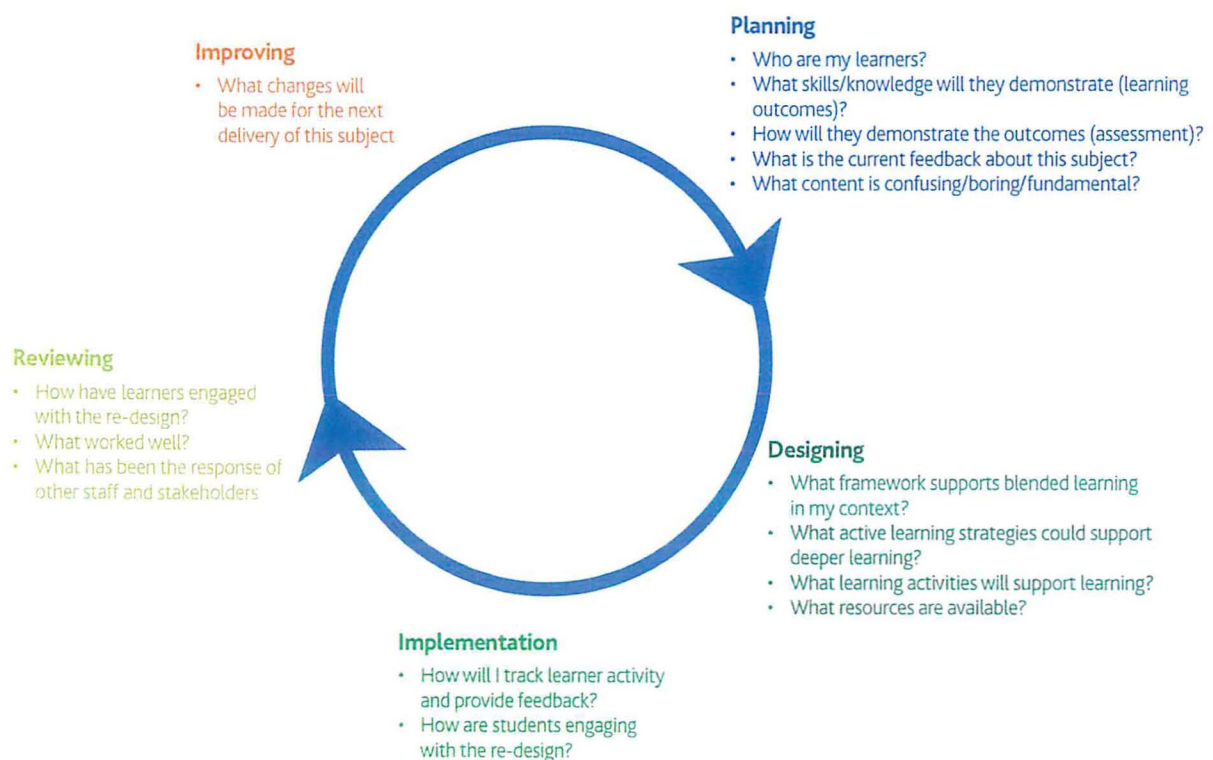 Planning
• Who are my learners?
• What skills/knowledge will they demonstrate (learning
outcomes)?
• How will they demonstrate the outcomes (assessment)?
• What is the current feedback about this subject?
• What content is confusing/boring/fundamental?
Designing
• What framework supports blended learning
in my context?
• What active learning strategies could support
deeper learning?
• What learning activities will support learning?
• What resources are available?
Implementation
• How will I track learner activity
and provide feedback?
• How are students engaging
with the re-design?
Reviewing
• How have learners engaged
with the re-design?
• What worked well?
• What has been the response of
other staff and stakeholders
Improving
• What changes will
be made for the next
delivery of this subject